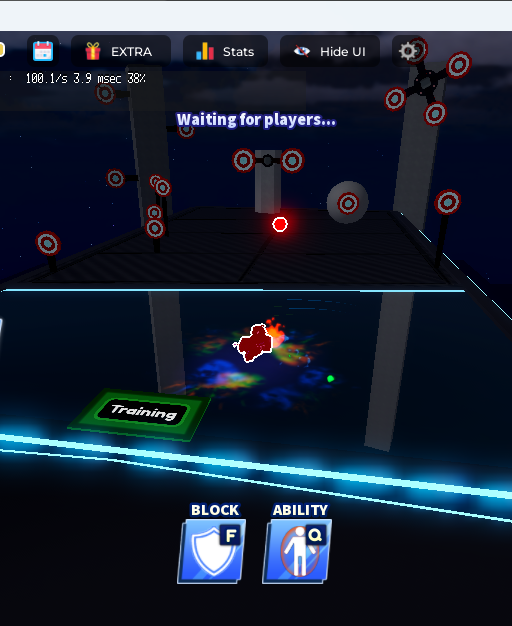 EXTRA
Stats
Hide UI
: 100.1/s 3.9 msec 38%
Waiting for players...
Training
BLOCK
ABILITY
F
Q